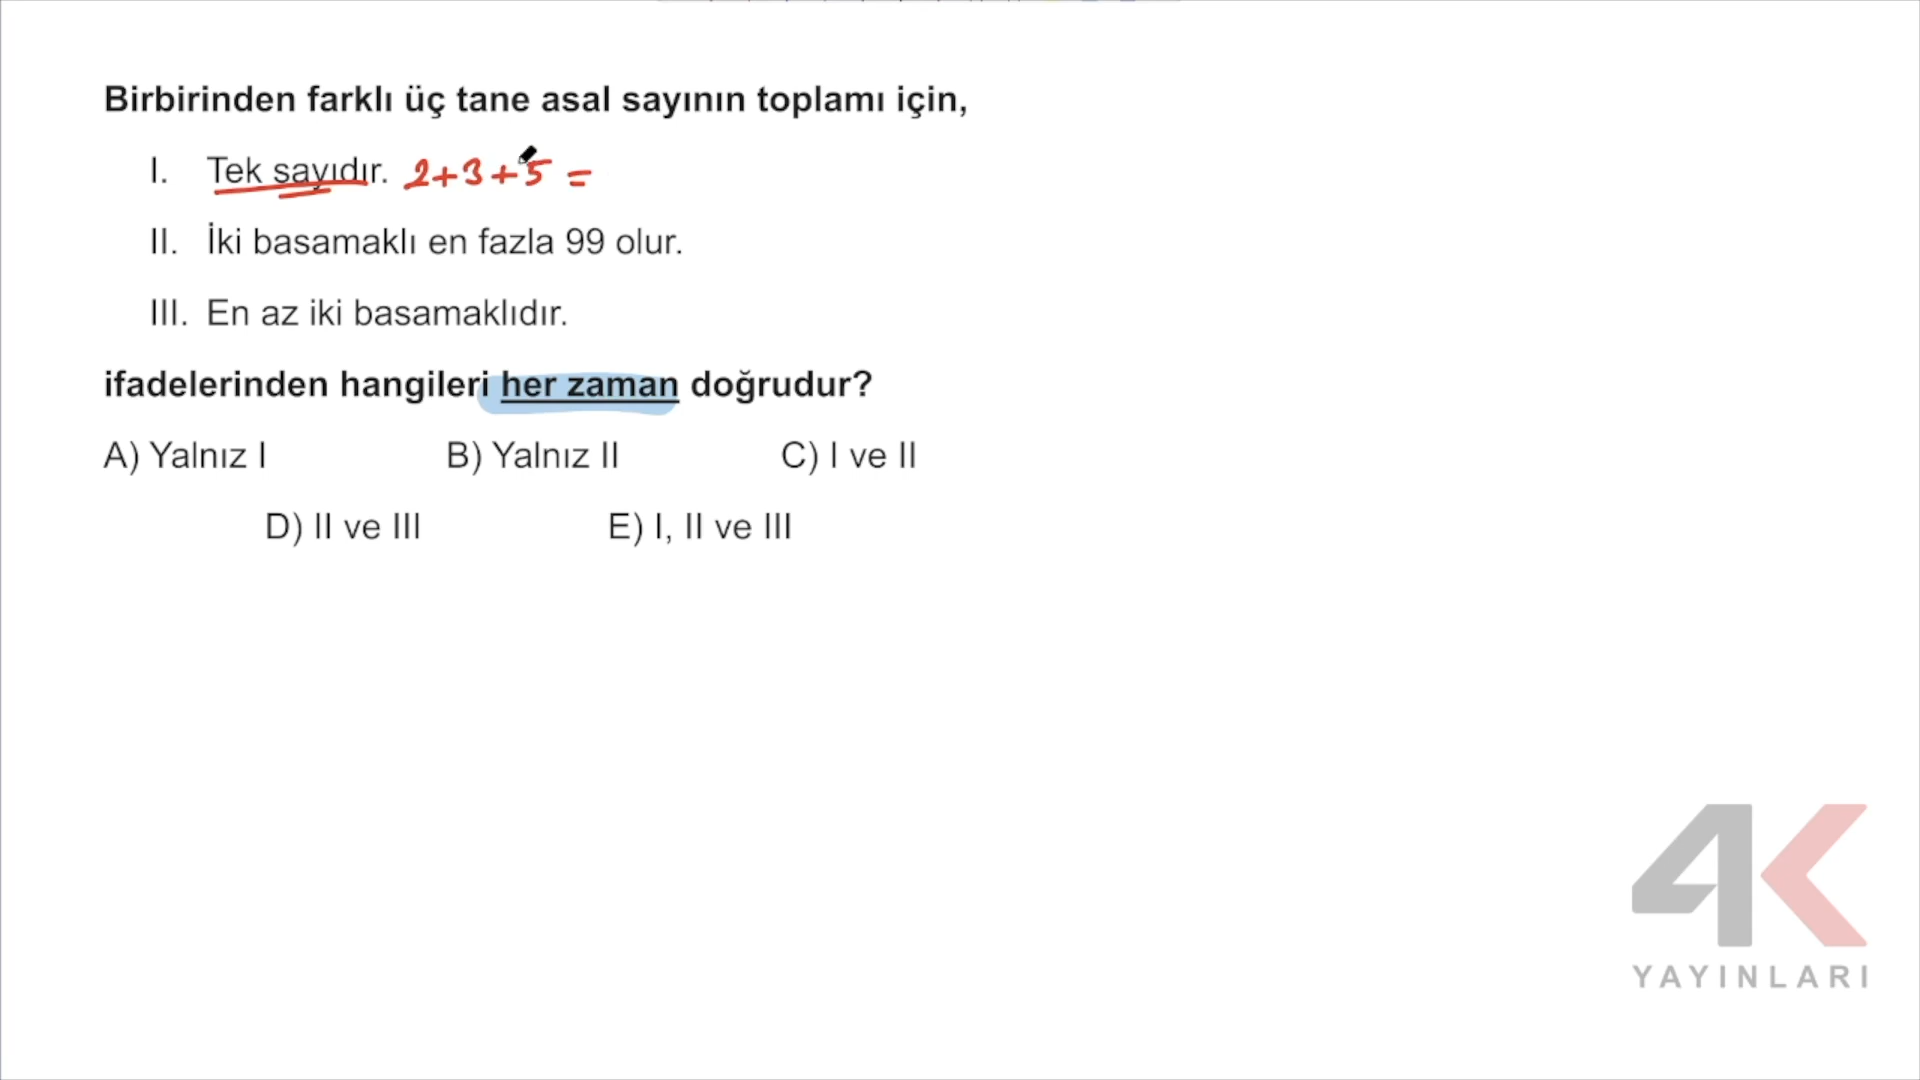 Birbirinden farklı üç tane asal sayının toplamı için,
I. Tek sayıdır. 2+3+5 =
II. İki basamaklı en fazla 99 olur.
III. En az iki basamaklıdır.
ifadelerinden hangileri her zaman doğrudur?
A) Yalnız I B) Yalnız II C) I ve II
D) II ve III E) I, II ve III
4K
YAYINLARI